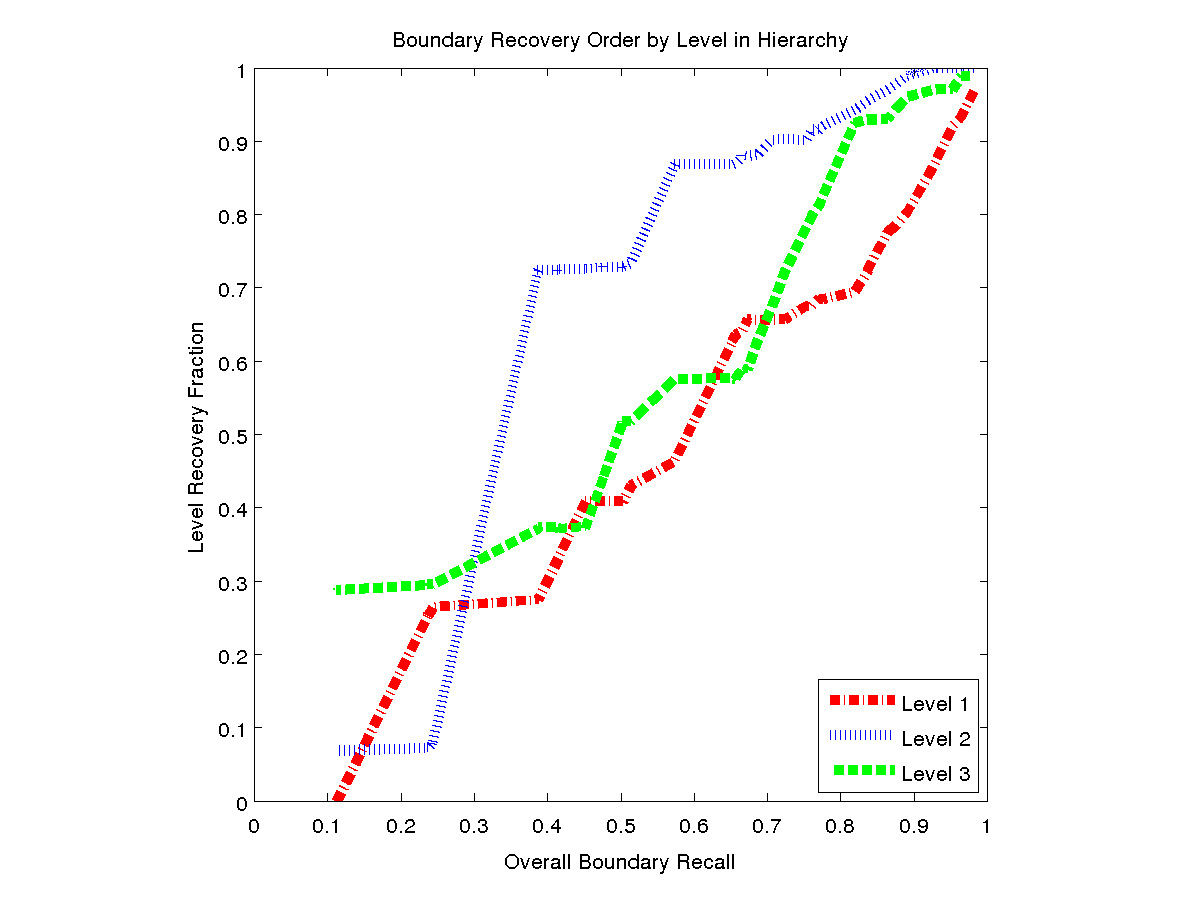 Boundary Recovery Order by Level in Hierarchy
1
0.9
0.8
0.7
0.6
0.5
0.4
0.3
0.2
0.1
0
Level Recovery Fraction
Level 1
Level 2
Level 3
0 0.1 0.2 0.3 0.4 0.5 0.6 0.7 0.8 0.9 1
Overall Boundary Recall